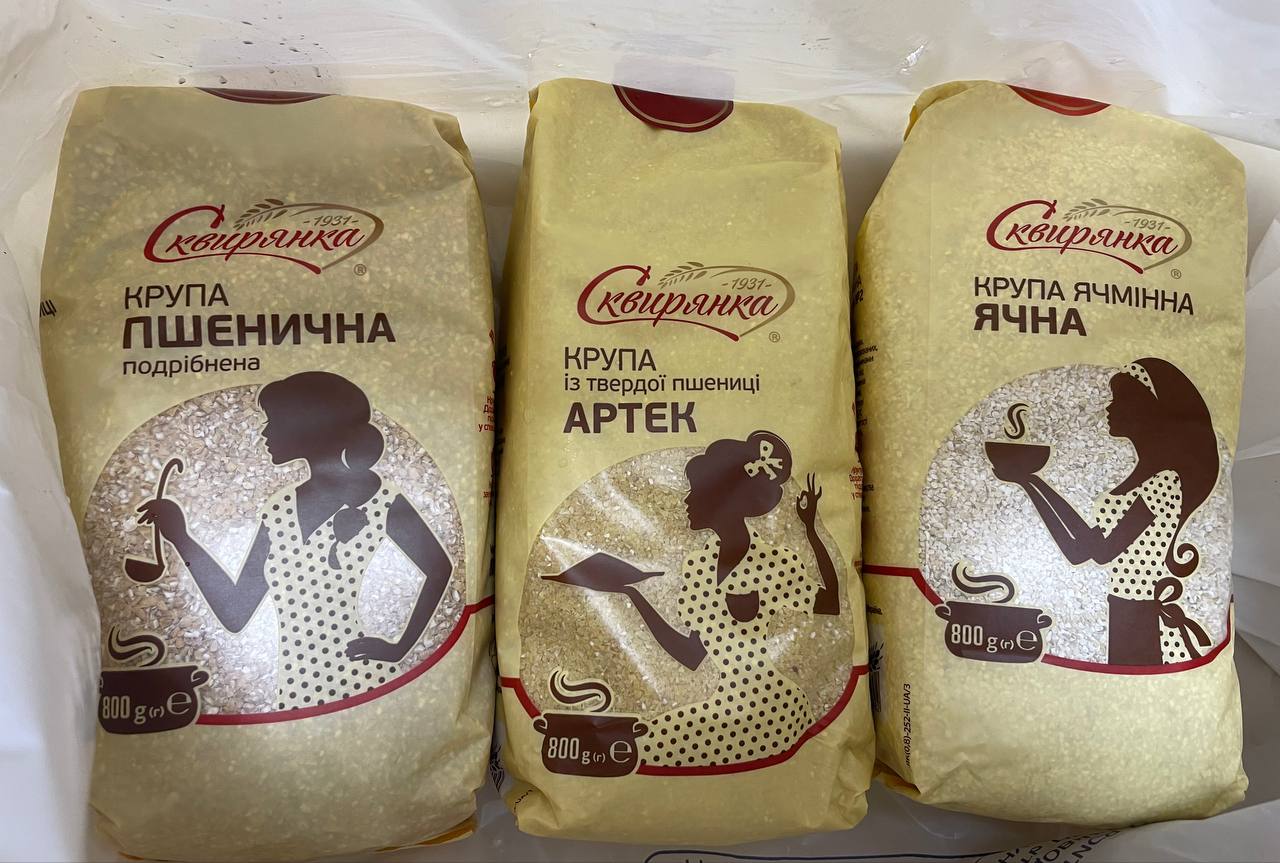 -1931-
Сквирянка
®
КРУПА
ПШЕНИЧНА
подрібнена
800 g (г) ℮
-1931-
Сквирянка
®
КРУПА
із твердої пшениці
АРТЕК
800 g (г) ℮
-1931-
Сквирянка
®
КРУПА ЯЧМІННА
ЯЧНА
800 g (г) ℮